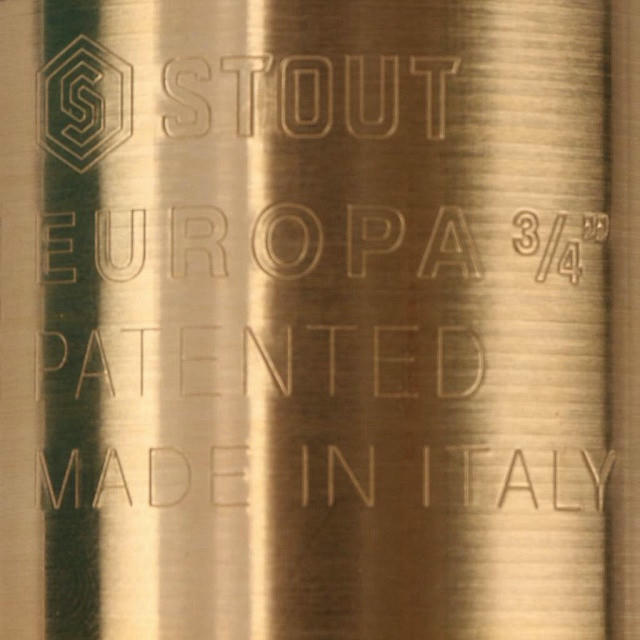 STOUT
EUROPA 3/4"
PATENTED
MADE IN ITALY